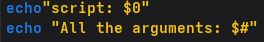 echo"script: $0"
echo "All the arguments: $#"